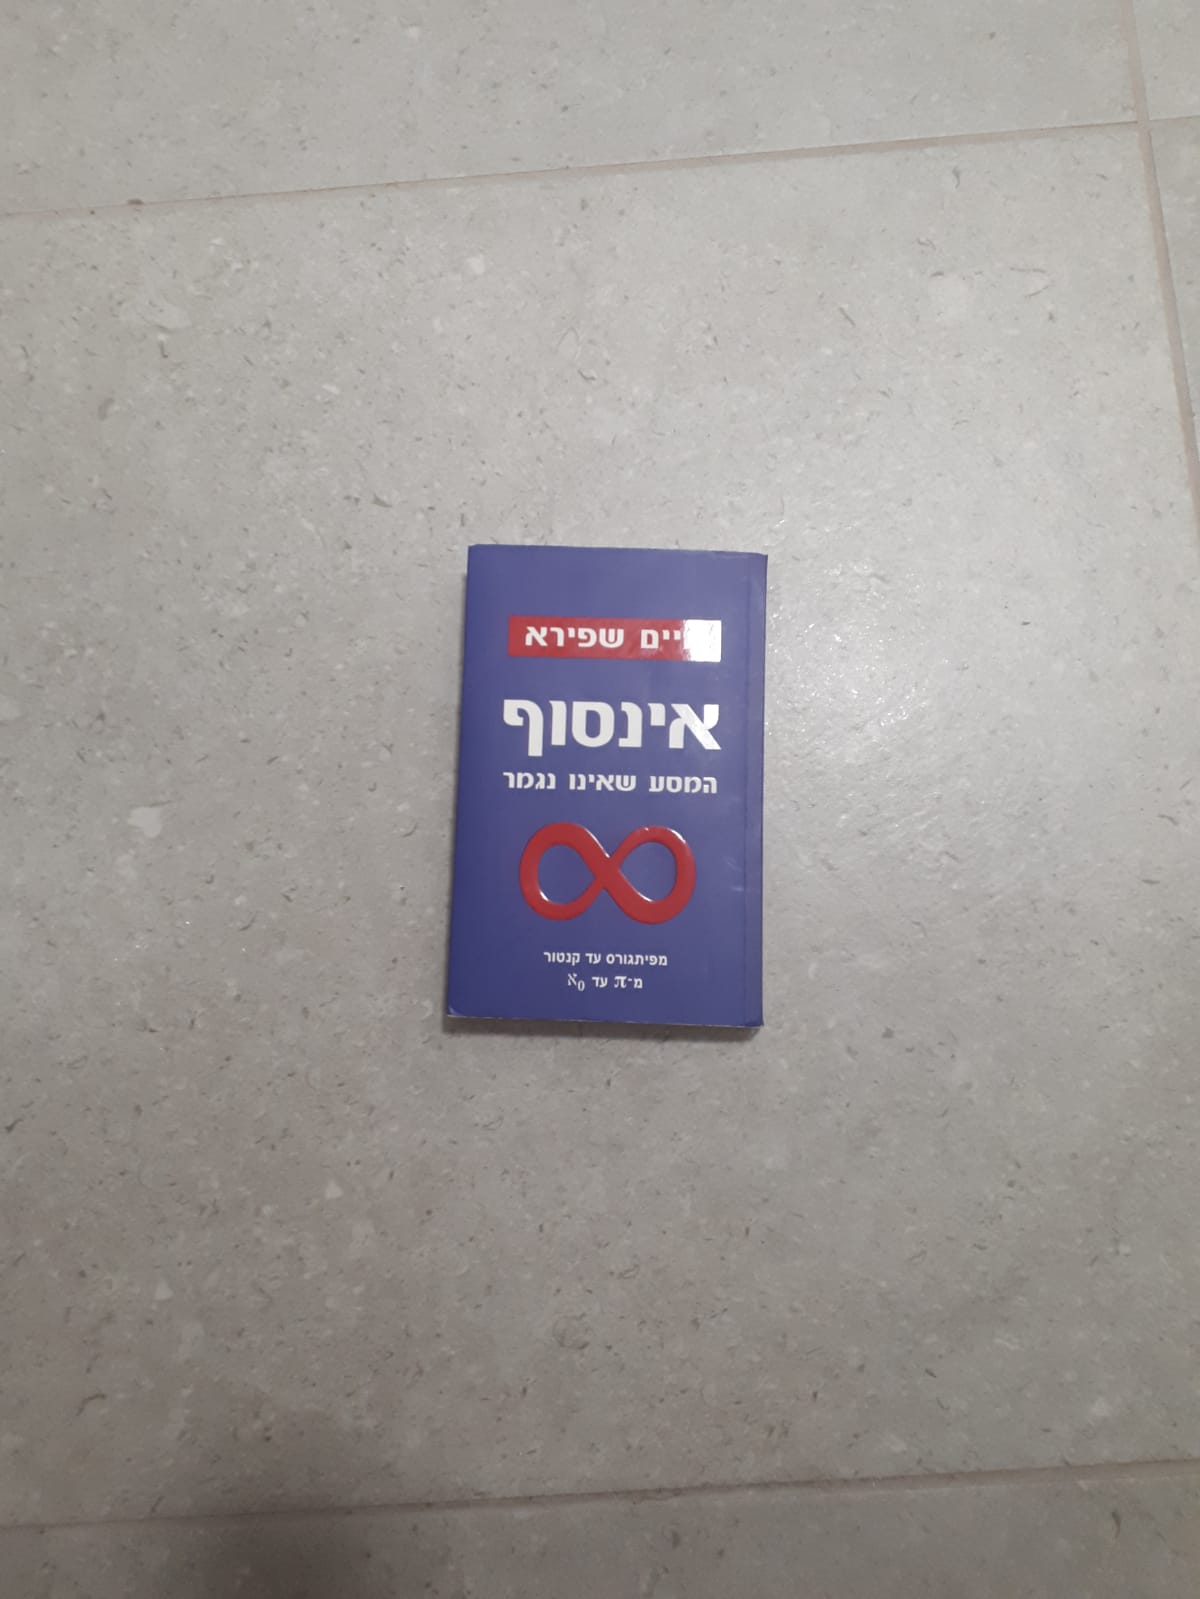 שפירא
אינסוף
המסע שאינו נגמר
מפיתגורס עד קנטור
מ-π עד ℵ₀